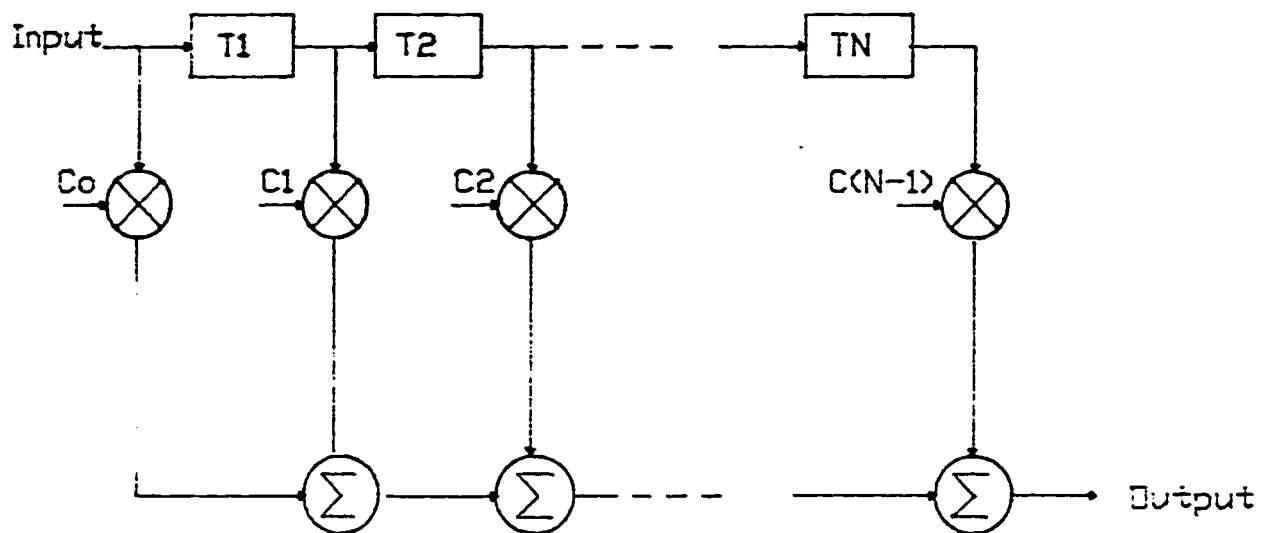 Input
T1
T2
TN
Co
C1
C2
C(N-1)
Σ
Σ
Σ
Output